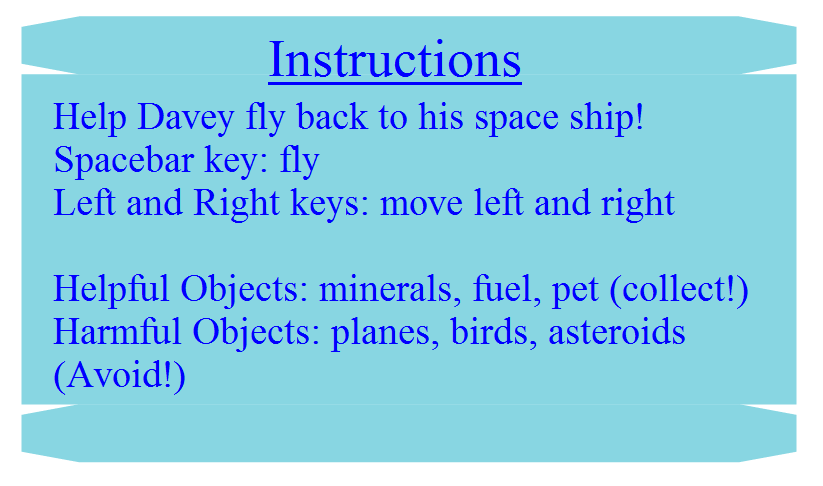 Instructions
Help Davey fly back to his space ship!
Spacebar key: fly
Left and Right keys: move left and right
Helpful Objects: minerals, fuel, pet (collect!)
Harmful Objects: planes, birds, asteroids
(Avoid!)